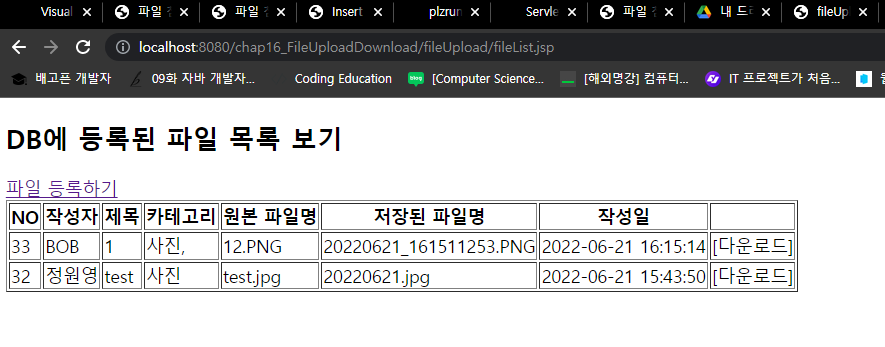 Visual
파일
파일
Insert
plzrun
Servle
파일
내 드
fileUpl
localhost:8080/chap16_FileUploadDownload/fileUpload/fileList.jsp
배고픈 개발자
09화 자바 개발자...
Coding Education
blog
[Computer Science...
[해외명강] 컴퓨터...
IT 프로젝트가 처음...
DB에 등록된 파일 목록 보기
파일 등록하기
NO 작성자 제목 카테고리 원본 파일명 저장된 파일명 작성일
33 BOB 1 사진, 12.PNG 20220621_161511253.PNG 2022-06-21 16:15:14 [다운로드]
32 정원영 test 사진 test.jpg 20220621.jpg 2022-06-21 15:43:50 [다운로드]